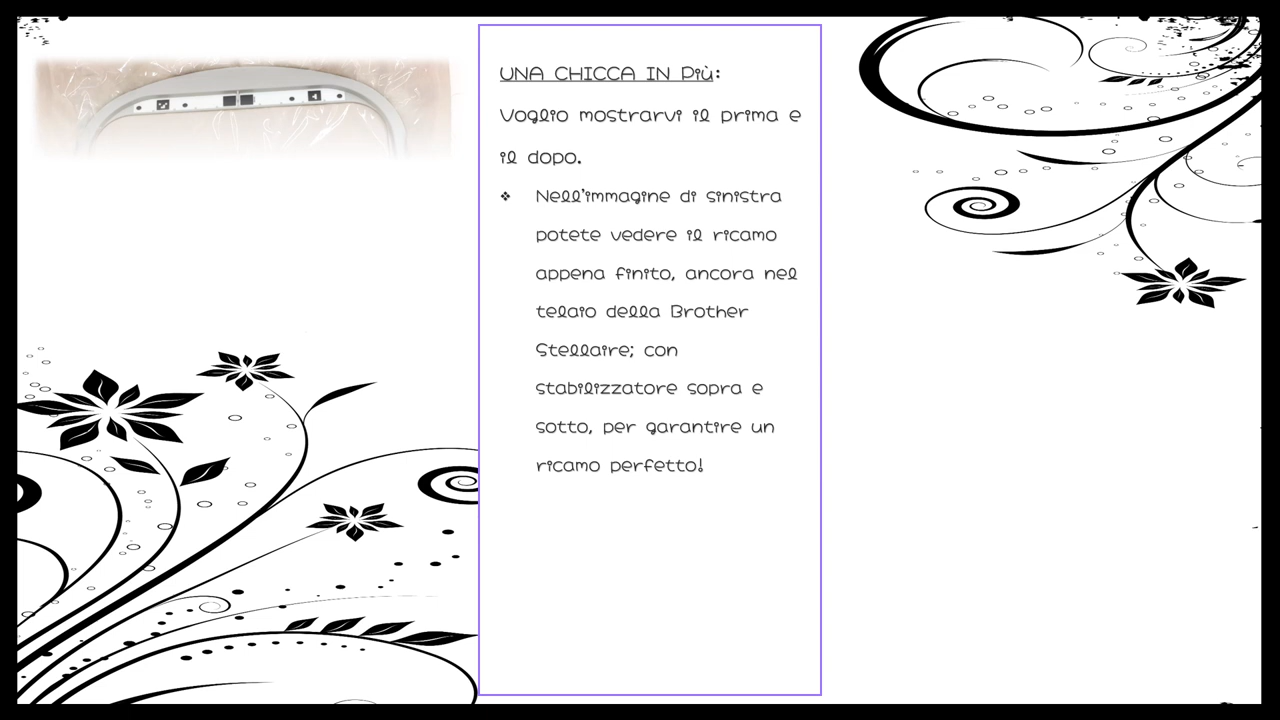 UNA CHICCA IN Più:
Voglio mostrarvi il prima e
il dopo.
❖ Nell'immagine di sinistra
potete vedere il ricamo
appena finito, ancora nel
telaio della Brother
Stellaire; con
stabilizzatore sopra e
sotto, per garantire un
ricamo perfetto!